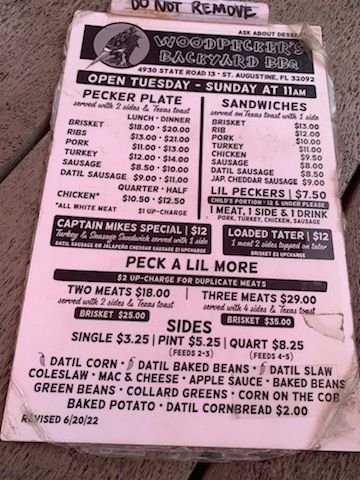 DO NOT REMOVE
ASK ABOUT DESSE
WOODPECKER'S
BACKYARD BBQ
4930 STATE ROAD 13 · ST. AUGUSTINE, FL 32092
OPEN TUESDAY - SUNDAY AT 11AM
PECKER PLATE
served with 2 sides & Texas toast
LUNCH · DINNER
BRISKET $18.00 · $20.00
RIBS $13.00 · $21.00
PORK $11.00 · $13.00
TURKEY $12.00 · $14.00
SAUSAGE $8.50 · $10.00
DATIL SAUSAGE $9.00 · $11.00
QUARTER · HALF
CHICKEN* $10.50 · $12.50
*ALL WHITE MEAT $1 UP-CHARGE
SANDWICHES
served on Texas toast with 1 side
BRISKET $13.00
RIB $12.00
PORK $10.00
TURKEY $11.00
CHICKEN $9.50
SAUSAGE $8.00
DATIL SAUSAGE $8.50
JAP. CHEDDAR SAUSAGE $9.00
LIL PECKERS | $7.50
CHILD'S PORTION · 12 & UNDER PLEASE
1 MEAT, 1 SIDE & 1 DRINK
PORK, TURKEY, CHICKEN, SAUSAGE
CAPTAIN MIKES SPECIAL | $12
Turkey & Sausage Sandwich served with 1 side
DATIL SAUSAGE OR JALAPEÑO CHEDDAR SAUSAGE $1 UPCHARGE
LOADED TATER | $12
1 meat 2 sides topped on tater
BRISKET $3 UPCHARGE
PECK A LIL MORE
$2 UP-CHARGE FOR DUPLICATE MEATS
TWO MEATS $18.00
served with 2 sides & Texas toast
BRISKET $25.00
THREE MEATS $29.00
served with 4 sides & Texas toast
BRISKET $35.00
SIDES
SINGLE $3.25 | PINT $5.25 | QUART $8.25
(FEEDS 2-3) (FEEDS 4-5)
DATIL CORN · DATIL BAKED BEANS · DATIL SLAW
COLESLAW · MAC & CHEESE · APPLE SAUCE · BAKED BEANS
GREEN BEANS · COLLARD GREENS · CORN ON THE COB
BAKED POTATO · DATIL CORNBREAD $2.00
REVISED 6/20/22